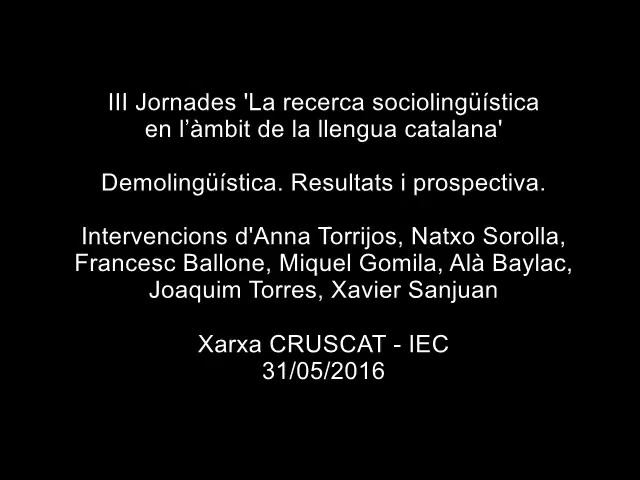 III Jornades 'La recerca sociolingüística
en l’àmbit de la llengua catalana'
Demolingüística. Resultats i prospectiva.
Intervencions d'Anna Torrijos, Natxo Sorolla,
Francesc Ballone, Miquel Gomila, Alà Baylac,
Joaquim Torres, Xavier Sanjuan
Xarxa CRUSCAT - IEC
31/05/2016